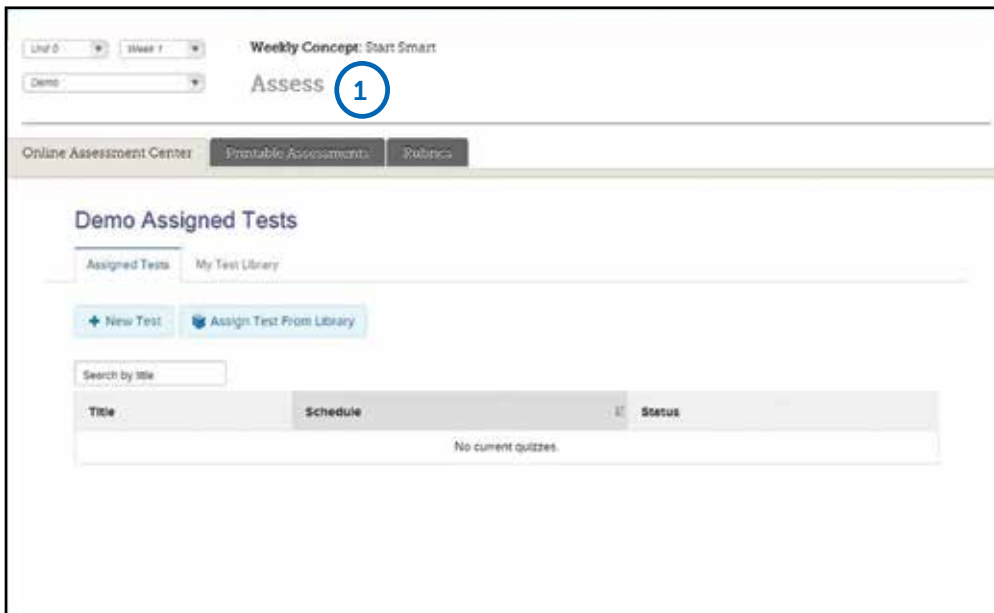 Unit 0 Week 1 Weekly Concept: Start Smart
Demo Assess 1
Online Assessment Center Printable Assessments Rubrics
Demo Assigned Tests
Assigned Tests My Test Library
New Test Assign Test From Library
Search by title
Title Schedule Status
No current quizzes.